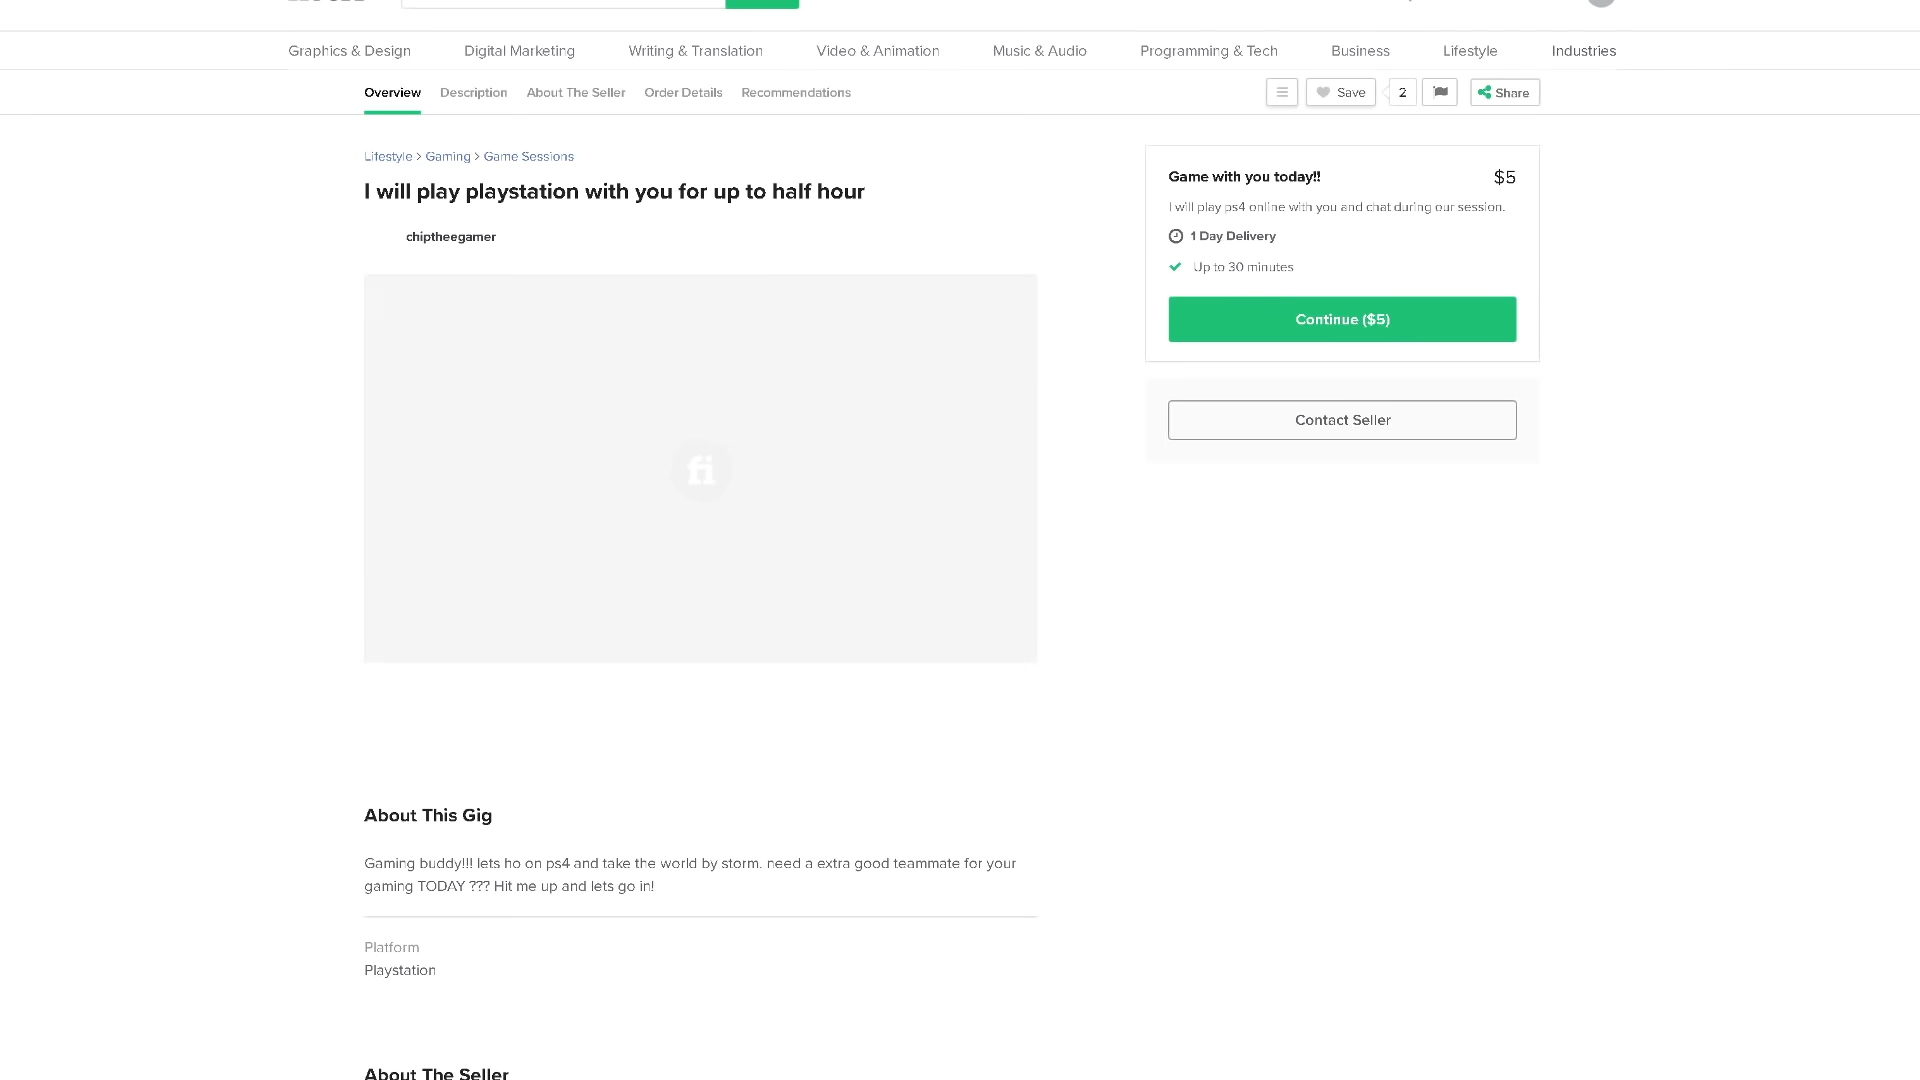 Graphics & Design Digital Marketing Writing & Translation Video & Animation Music & Audio Programming & Tech Business Lifestyle Industries
Overview Description About The Seller Order Details Recommendations Save 2 Share
Lifestyle > Gaming > Game Sessions
I will play playstation with you for up to half hour
chiptheegamer
fi
Game with you today!! $5
I will play ps4 online with you and chat during our session.
1 Day Delivery
Up to 30 minutes
Continue ($5)
Contact Seller
About This Gig
Gaming buddy!!! lets ho on ps4 and take the world by storm. need a extra good teammate for your
gaming TODAY ??? Hit me up and lets go in!
Platform
Playstation
About The Seller